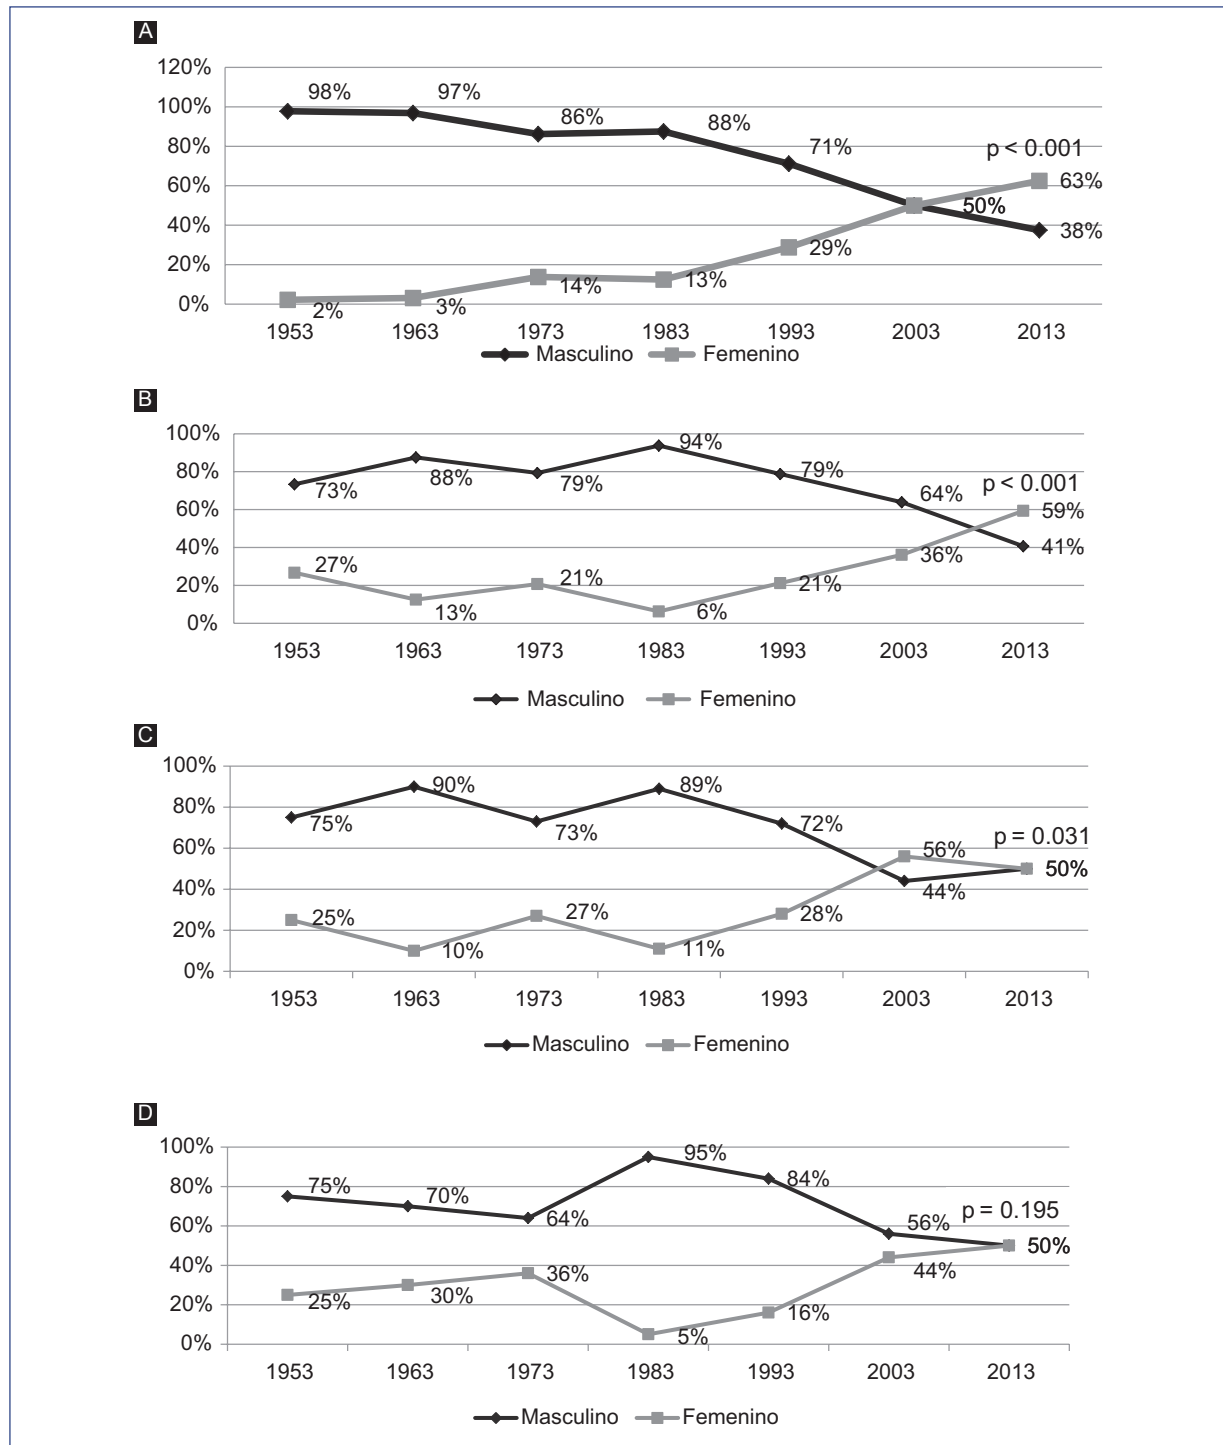 A
120%
98% 97%
100%
86% 88%
80%
71%
p < 0.001
60%
63%
50%
40%
38%
29%
20%
14% 13%
0%
2% 3%
1953 1963 1973 1983 1993 2003 2013
Masculino Femenino
B
100%
94%
80%
73% 88% 79% 79%
64%
p < 0.001
60%
59%
40%
41%
36%
27%
20%
21% 21%
13% 6%
0%
1953 1963 1973 1983 1993 2003 2013
Masculino Femenino
C
100%
90% 89%
80%
75% 73% 72%
p = 0.031
60%
56%
50%
44%
40%
25% 27% 28%
20%
10% 11%
0%
1953 1963 1973 1983 1993 2003 2013
Masculino Femenino
D
100%
95%
80%
75% 70% 84%
64%
p = 0.195
60%
56%
50%
40%
36% 44%
25% 30%
20%
16%
5%
0%
1953 1963 1973 1983 1993 2003 2013
Masculino Femenino